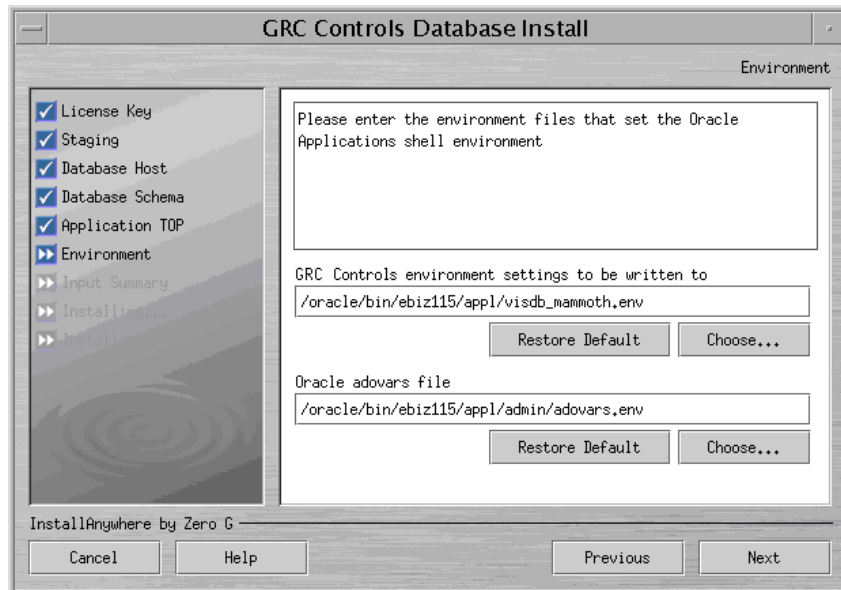 GRC Controls Database Install
Environment
License Key
Staging
Database Host
Database Schema
Application TOP
Environment
Input Summary
Installing...
Please enter the environment files that set the Oracle
Applications shell environment
GRC Controls environment settings to be written to
/oracle/bin/ebiz115/appl/visdb_mammoth.env
Restore Default Choose...
Oracle adovars file
/oracle/bin/ebiz115/appl/admin/adovars.env
Restore Default Choose...
InstallAnywhere by Zero G
Cancel Help Previous Next